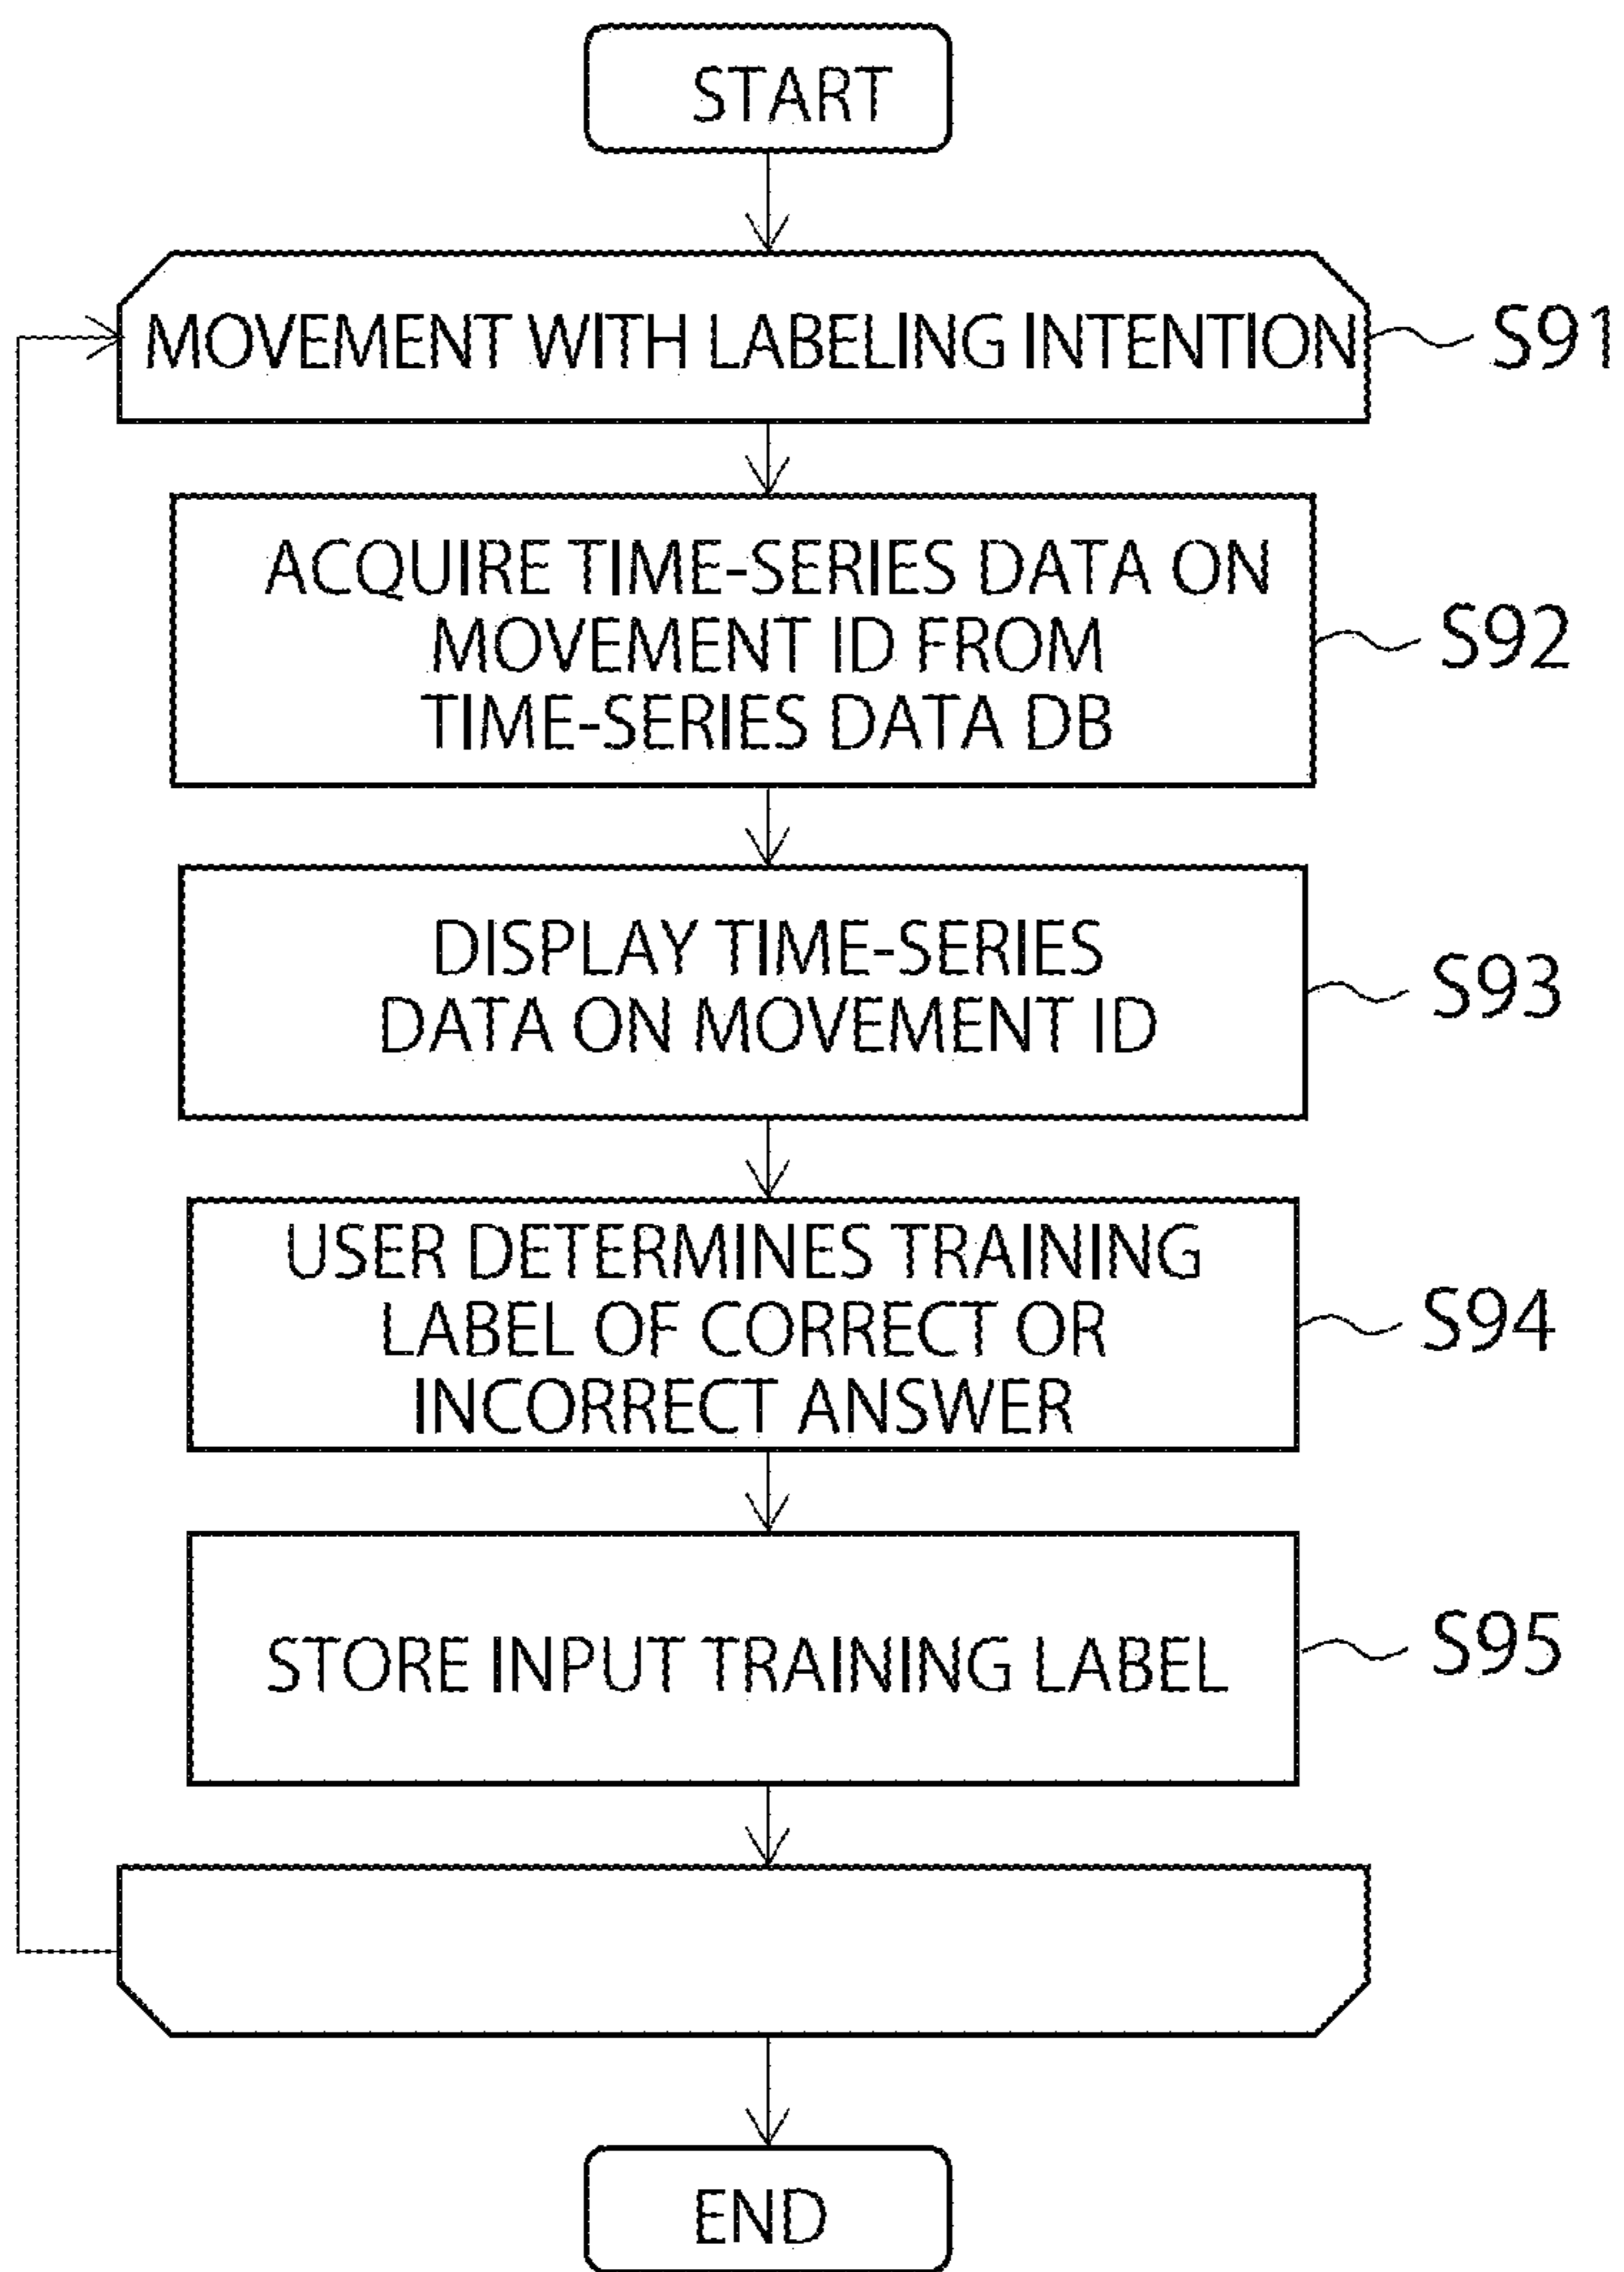 START
MOVEMENT WITH LABELING INTENTION
S91
ACQUIRE TIME-SERIES DATA ON
MOVEMENT ID FROM
TIME-SERIES DATA DB
S92
DISPLAY TIME-SERIES
DATA ON MOVEMENT ID
S93
USER DETERMINES TRAINING
LABEL OF CORRECT OR
INCORRECT ANSWER
S94
STORE INPUT TRAINING LABEL
S95
END